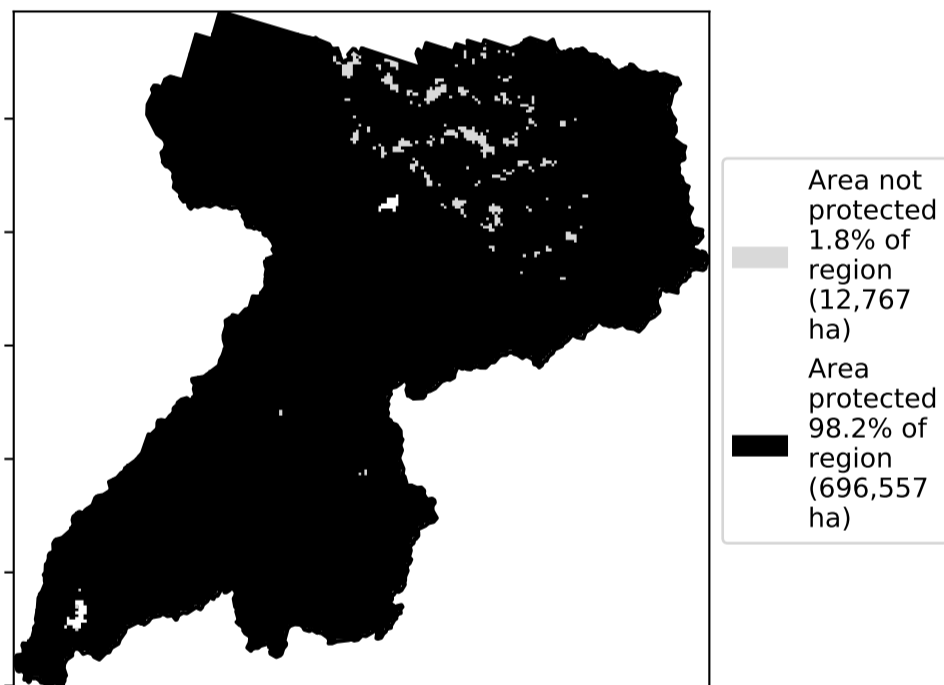 Area not
protected
1.8% of
region
(12,767
ha)
Area
protected
98.2% of
region
(696,557
ha)